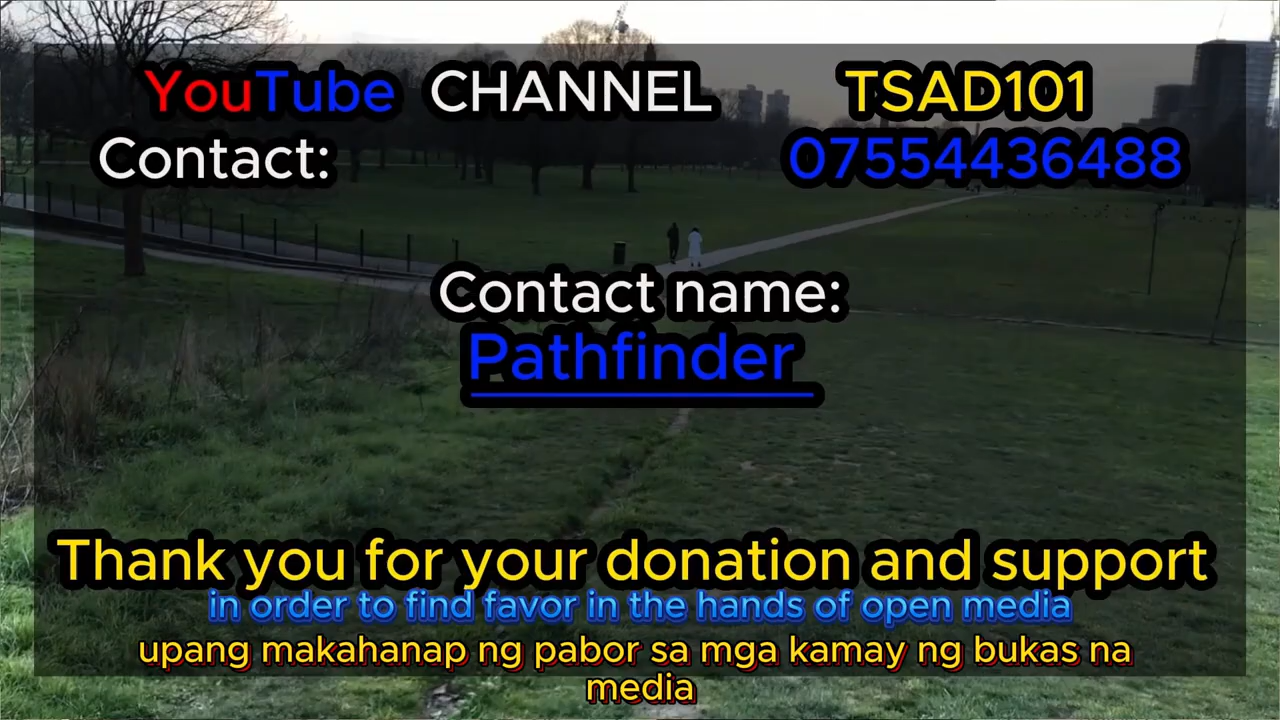 YouTube CHANNEL TSAD101
Contact: 07554436488
Contact name:
Pathfinder
Thank you for your donation and support
in order to find favor in the hands of open media
upang makahanap ng pabor sa mga kamay ng bukas na
media